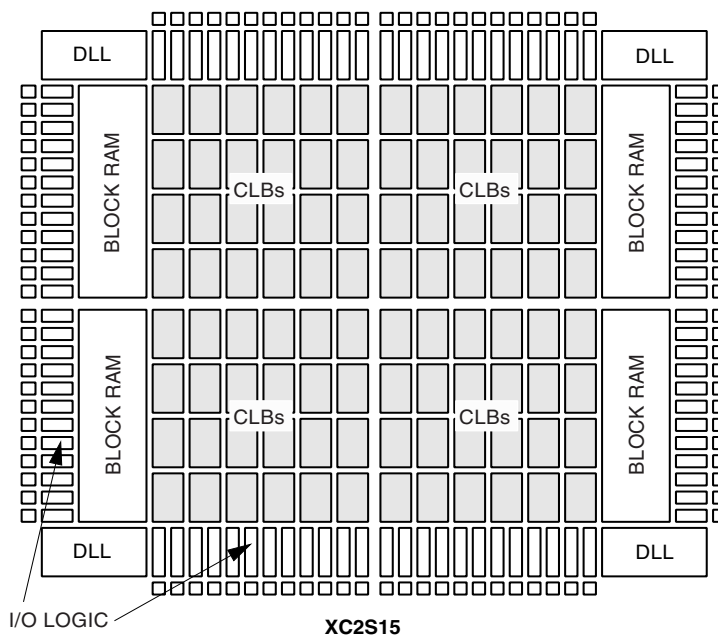 DLL
DLL
BLOCK RAM
CLBs
CLBs
BLOCK RAM
BLOCK RAM
CLBs
CLBs
BLOCK RAM
DLL
DLL
I/O LOGIC
XC2S15